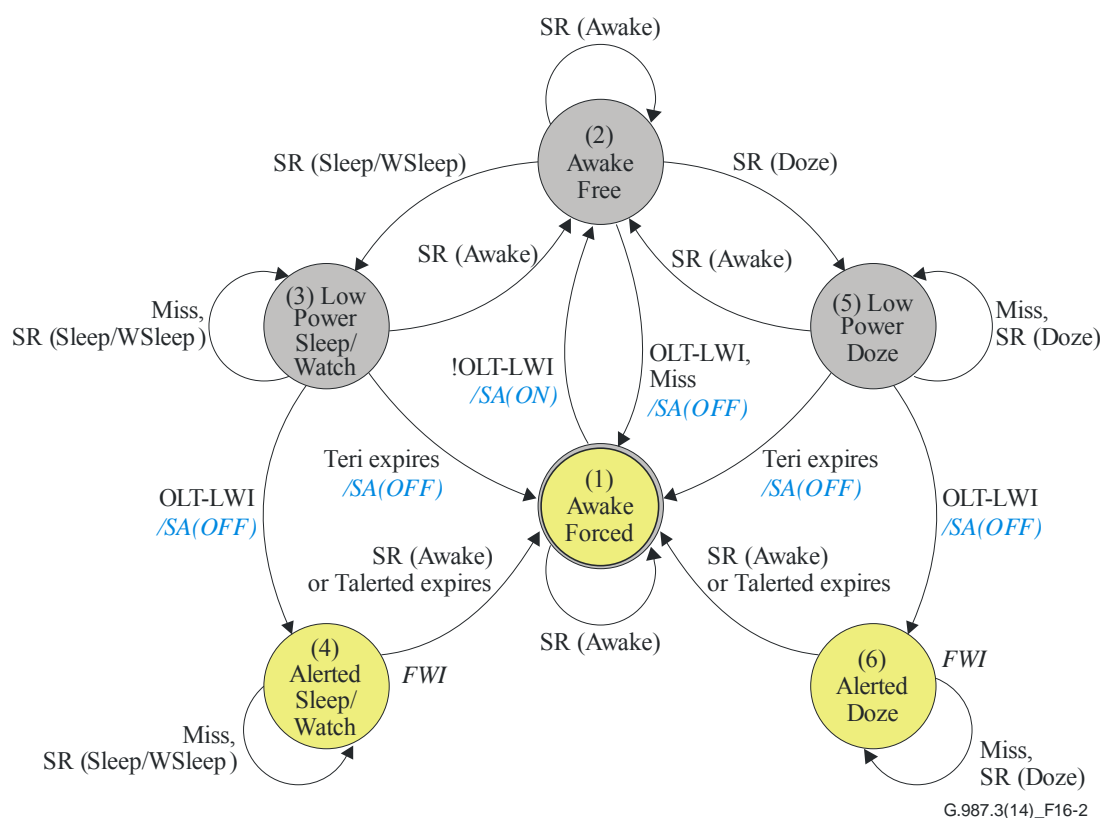 SR (Awake)
(2)
Awake
Free
SR (Sleep/WSleep)
SR (Doze)
SR (Awake)
SR (Awake)
(3) Low
Power
Sleep/
Watch
Miss,
SR (Sleep/WSleep)
(5) Low
Power
Doze
Miss,
SR (Doze)
!OLT-LWI
/SA(ON)
OLT-LWI,
Miss
/SA(OFF)
Teri expires
/SA(OFF)
Teri expires
/SA(OFF)
OLT-LWI
/SA(OFF)
(1)
Awake
Forced
OLT-LWI
/SA(OFF)
SR (Awake)
or Talerted expires
SR (Awake)
or Talerted expires
SR (Awake)
(4)
Alerted
Sleep/
Watch
FWI
(6)
Alerted
Doze
FWI
Miss,
SR (Sleep/WSleep)
Miss,
SR (Doze)
G.987.3(14)_F16-2